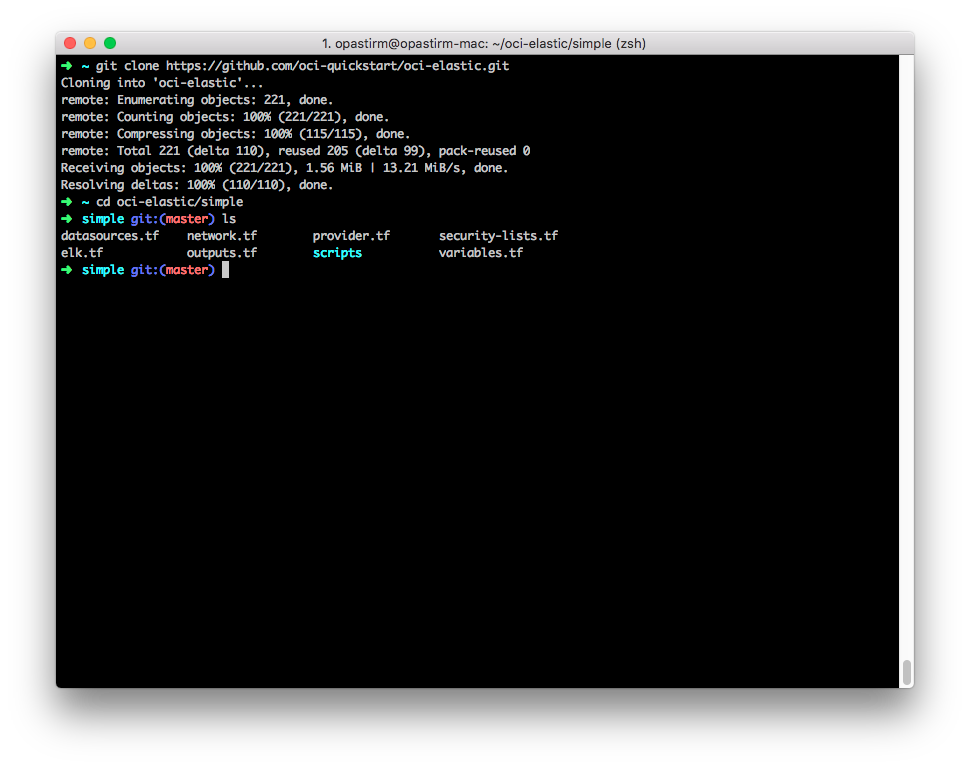 1. opastirm@opastirm-mac: ~/oci-elastic/simple (zsh)
➜ ~ git clone https://github.com/oci-quickstart/oci-elastic.git
Cloning into 'oci-elastic'...
remote: Enumerating objects: 221, done.
remote: Counting objects: 100% (221/221), done.
remote: Compressing objects: 100% (115/115), done.
remote: Total 221 (delta 110), reused 205 (delta 99), pack-reused 0
Receiving objects: 100% (221/221), 1.56 MiB | 13.21 MiB/s, done.
Resolving deltas: 100% (110/110), done.
➜ ~ cd oci-elastic/simple
➜ simple git:(master) ls
datasources.tf network.tf provider.tf security-lists.tf
elk.tf outputs.tf scripts variables.tf
➜ simple git:(master)